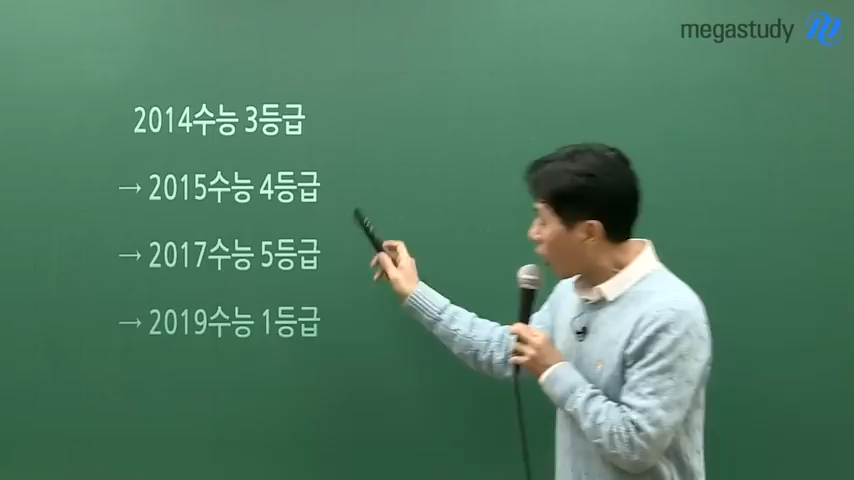 megastudy
2014수능 3등급
→ 2015수능 4등급
→ 2017수능 5등급
→ 2019수능 1등급